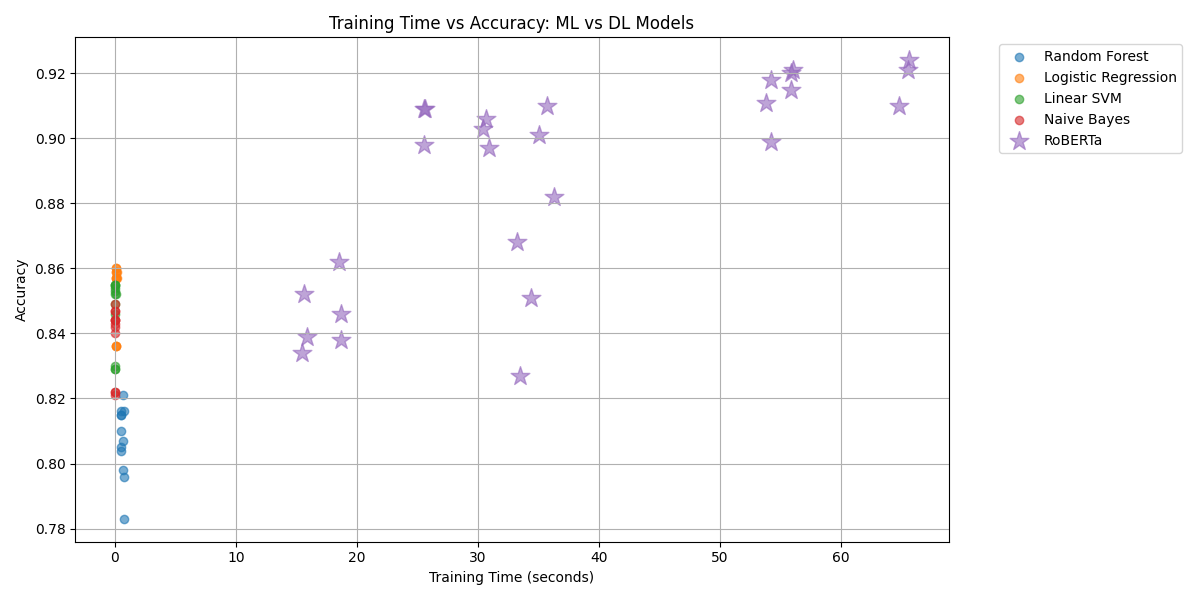 Training Time vs Accuracy: ML vs DL Models
Random Forest
Logistic Regression
Linear SVM
Naive Bayes
RoBERTa
Accuracy
0.92
0.90
0.88
0.86
0.84
0.82
0.80
0.78
0 10 20 30 40 50 60
Training Time (seconds)